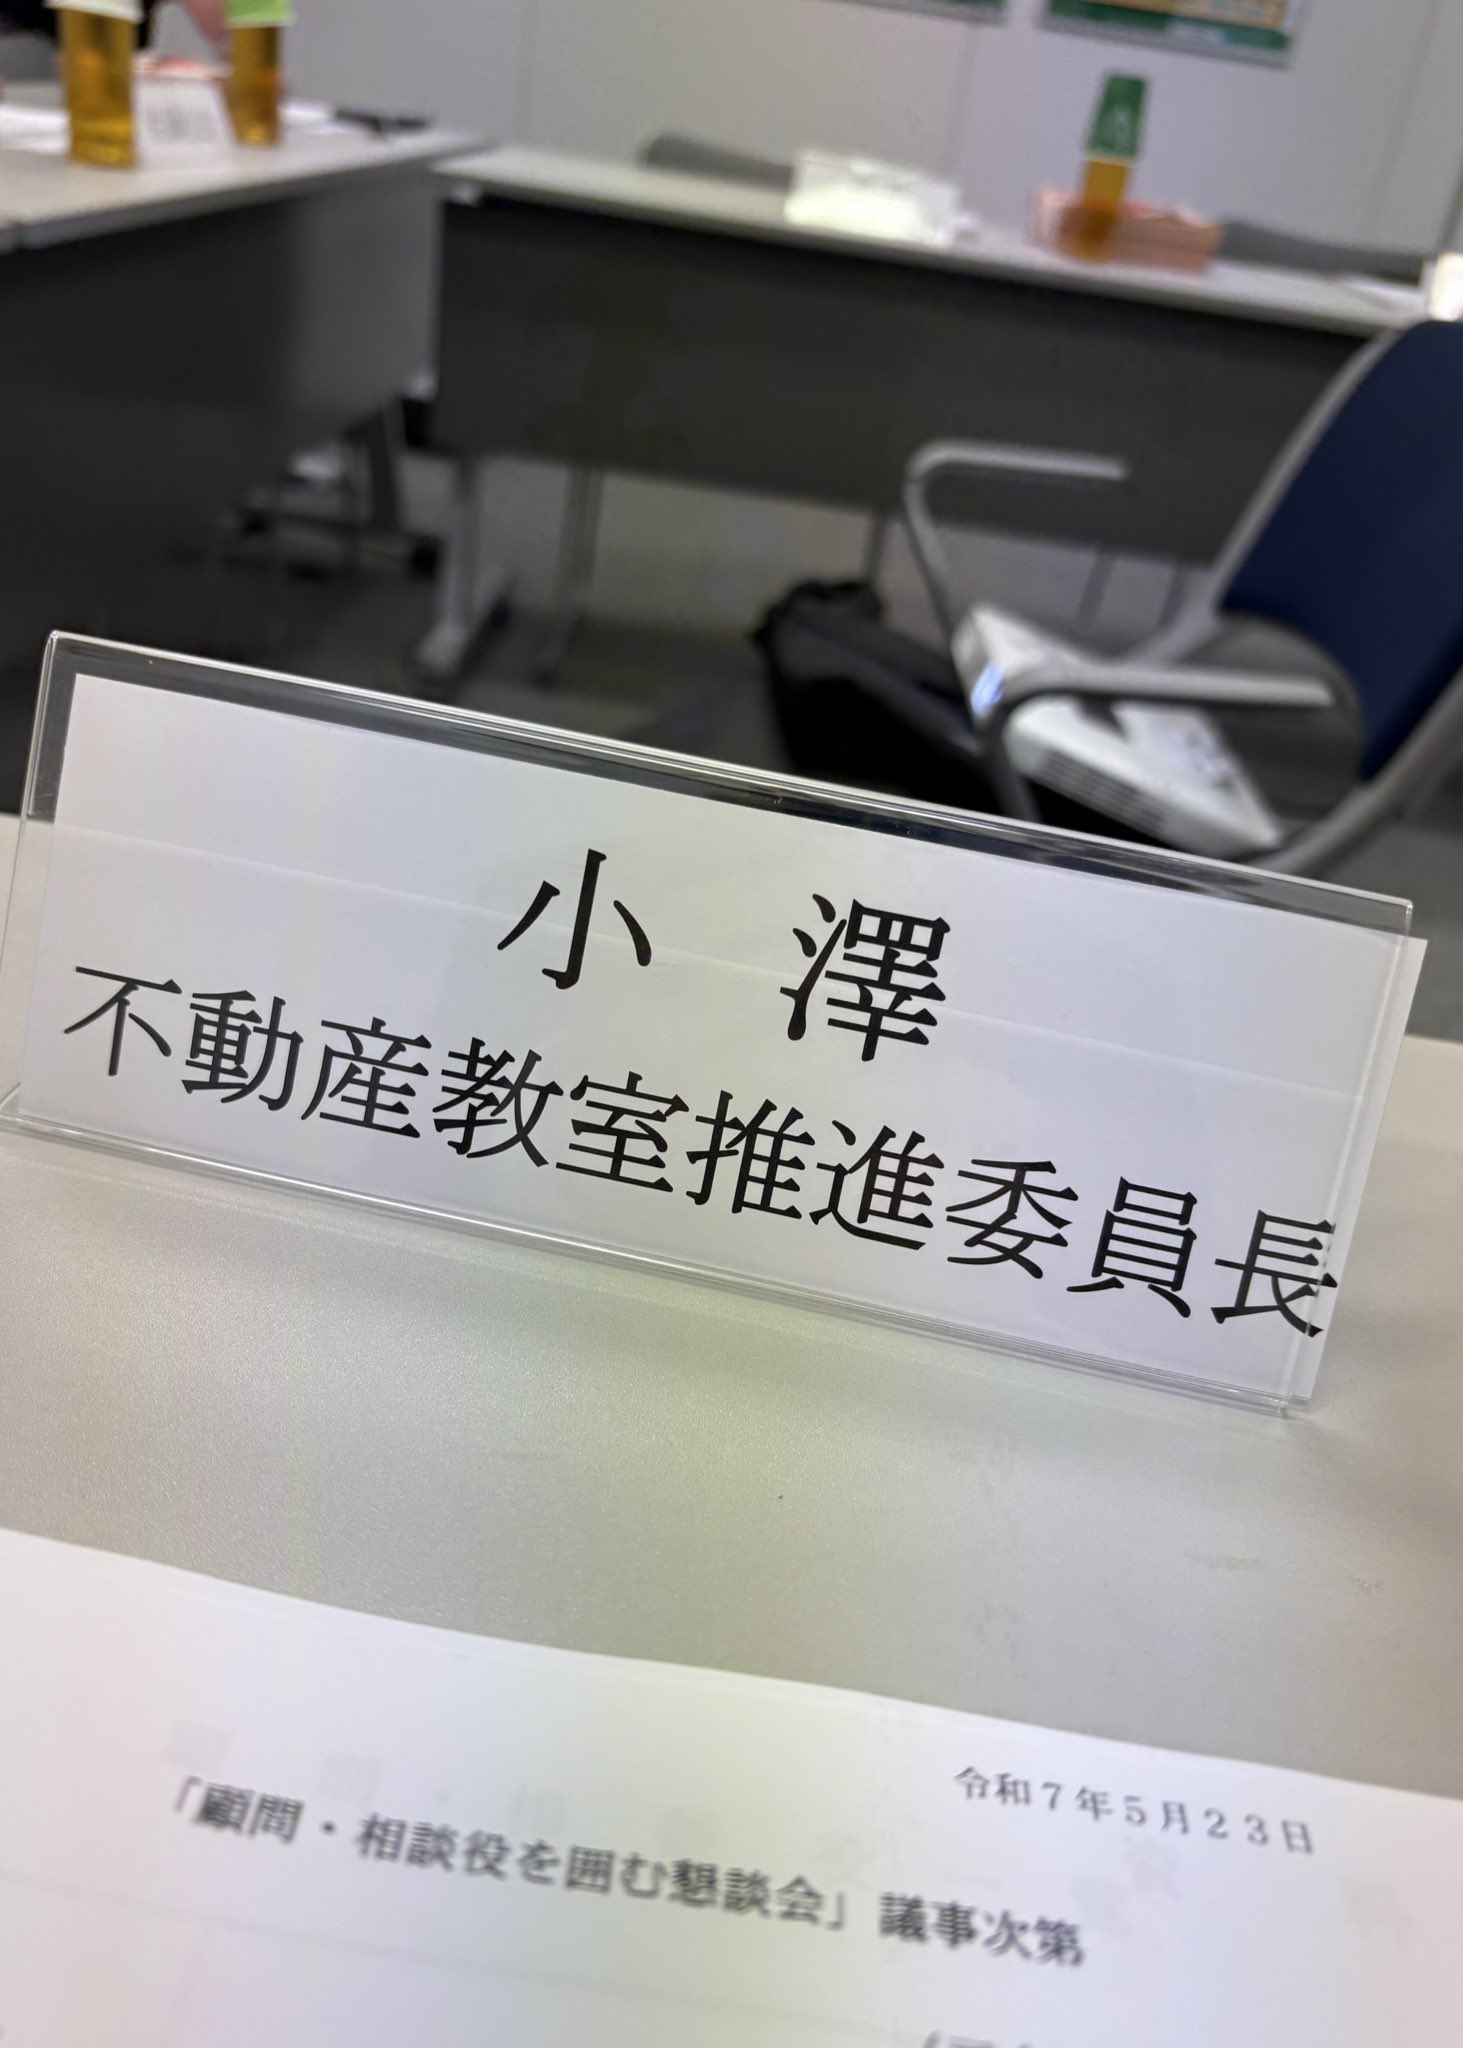 小 澤
不動産教室推進委員長
令和7年5月23日
「顧問・相談役を囲む懇談会」議事次第